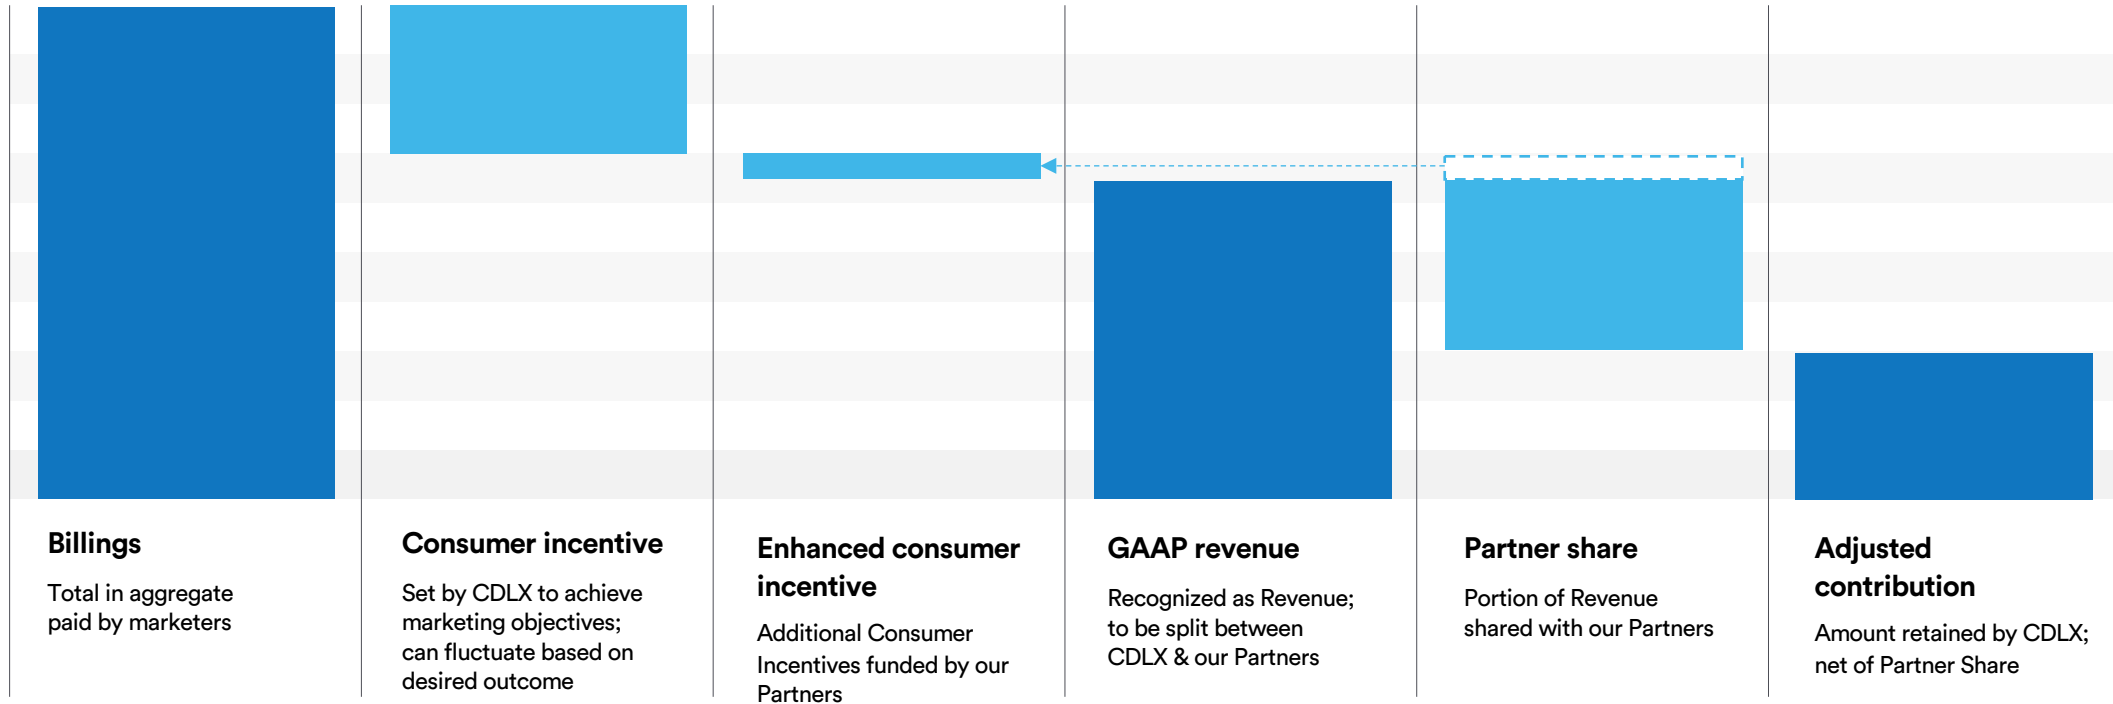 Billings
Total in aggregate
paid by marketers
Consumer incentive
Set by CDLX to achieve
marketing objectives;
can fluctuate based on
desired outcome
Enhanced consumer
incentive
Additional Consumer
Incentives funded by our
Partners
GAAP revenue
Recognized as Revenue;
to be split between
CDLX & our Partners
Partner share
Portion of Revenue
shared with our Partners
Adjusted
contribution
Amount retained by CDLX;
net of Partner Share